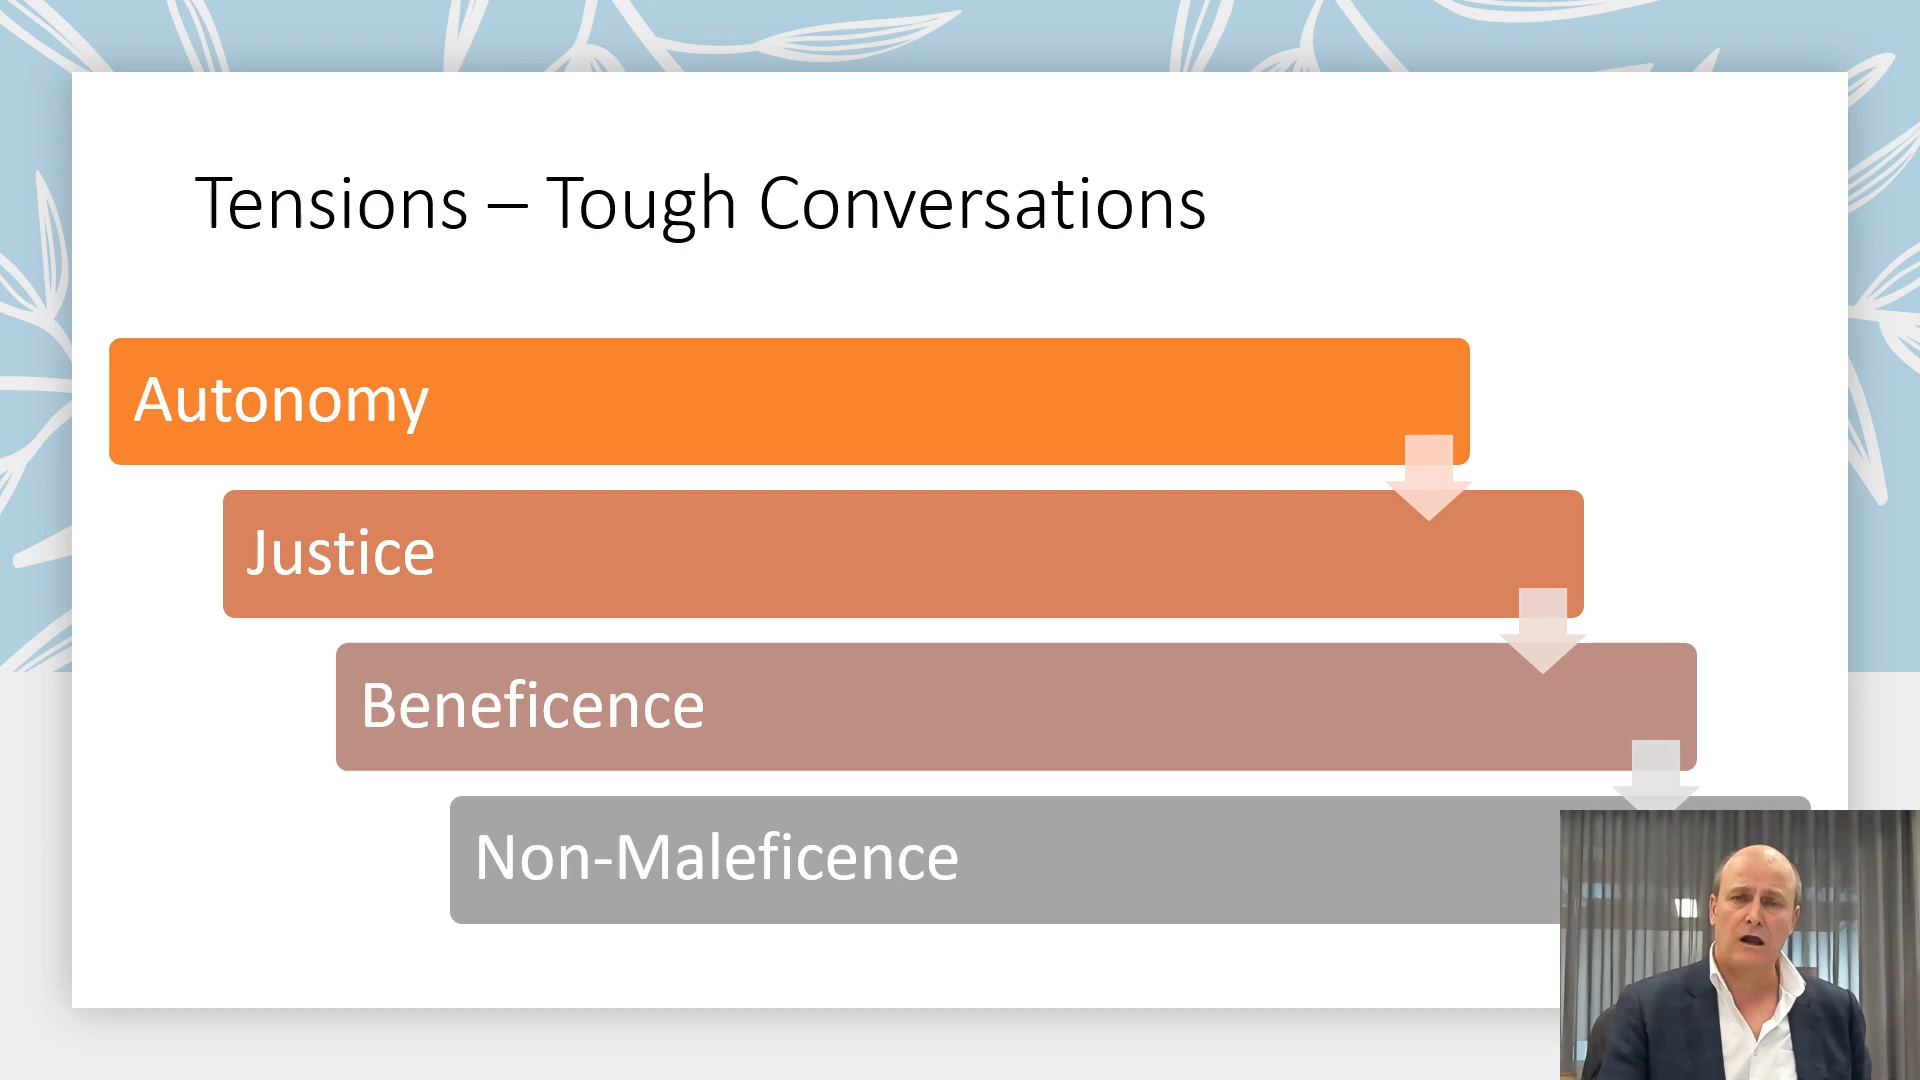 Tensions – Tough Conversations
Autonomy
Justice
Beneficence
Non-Maleficence